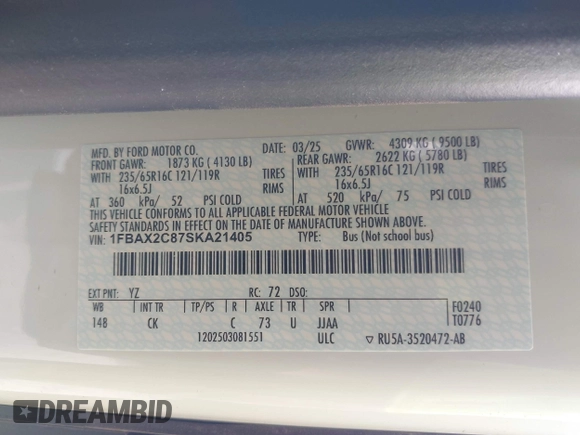 MFD. BY FORD MOTOR CO. 03/25 GVWR: 4309 KG ( 9500 LB)
FRONT GAWR: 1873 KG ( 4130 LB) REAR GAWR: 2622 KG ( 5780 LB)
WITH 235/65R16C 121/119R TIRES WITH 235/65R16C 121/119R TIRES
16x6.5J RIMS 16x6.5J RIMS
AT 360 kPa/ 52 PSI COLD AT 520 kPa/ 75 PSI COLD
THIS VEHICLE CONFORMS TO ALL APPLICABLE FEDERAL MOTOR VEHICLE
SAFETY STANDARDS IN EFFECT ON THE DATE OF MANUFACTURE SHOWN ABOVE.
VIN: 1FBAX2C87SKA21405 TYPE: Bus (Not school bus)
EXT PNT: YZ RC: 72 DSO:
WB INT TR TP/PS R AXLE TR SPR F0240
148 CK C 73 U JJAA T0776
1202503081551 ULC ▽ RU5A-3520472-AB
DREAMBID